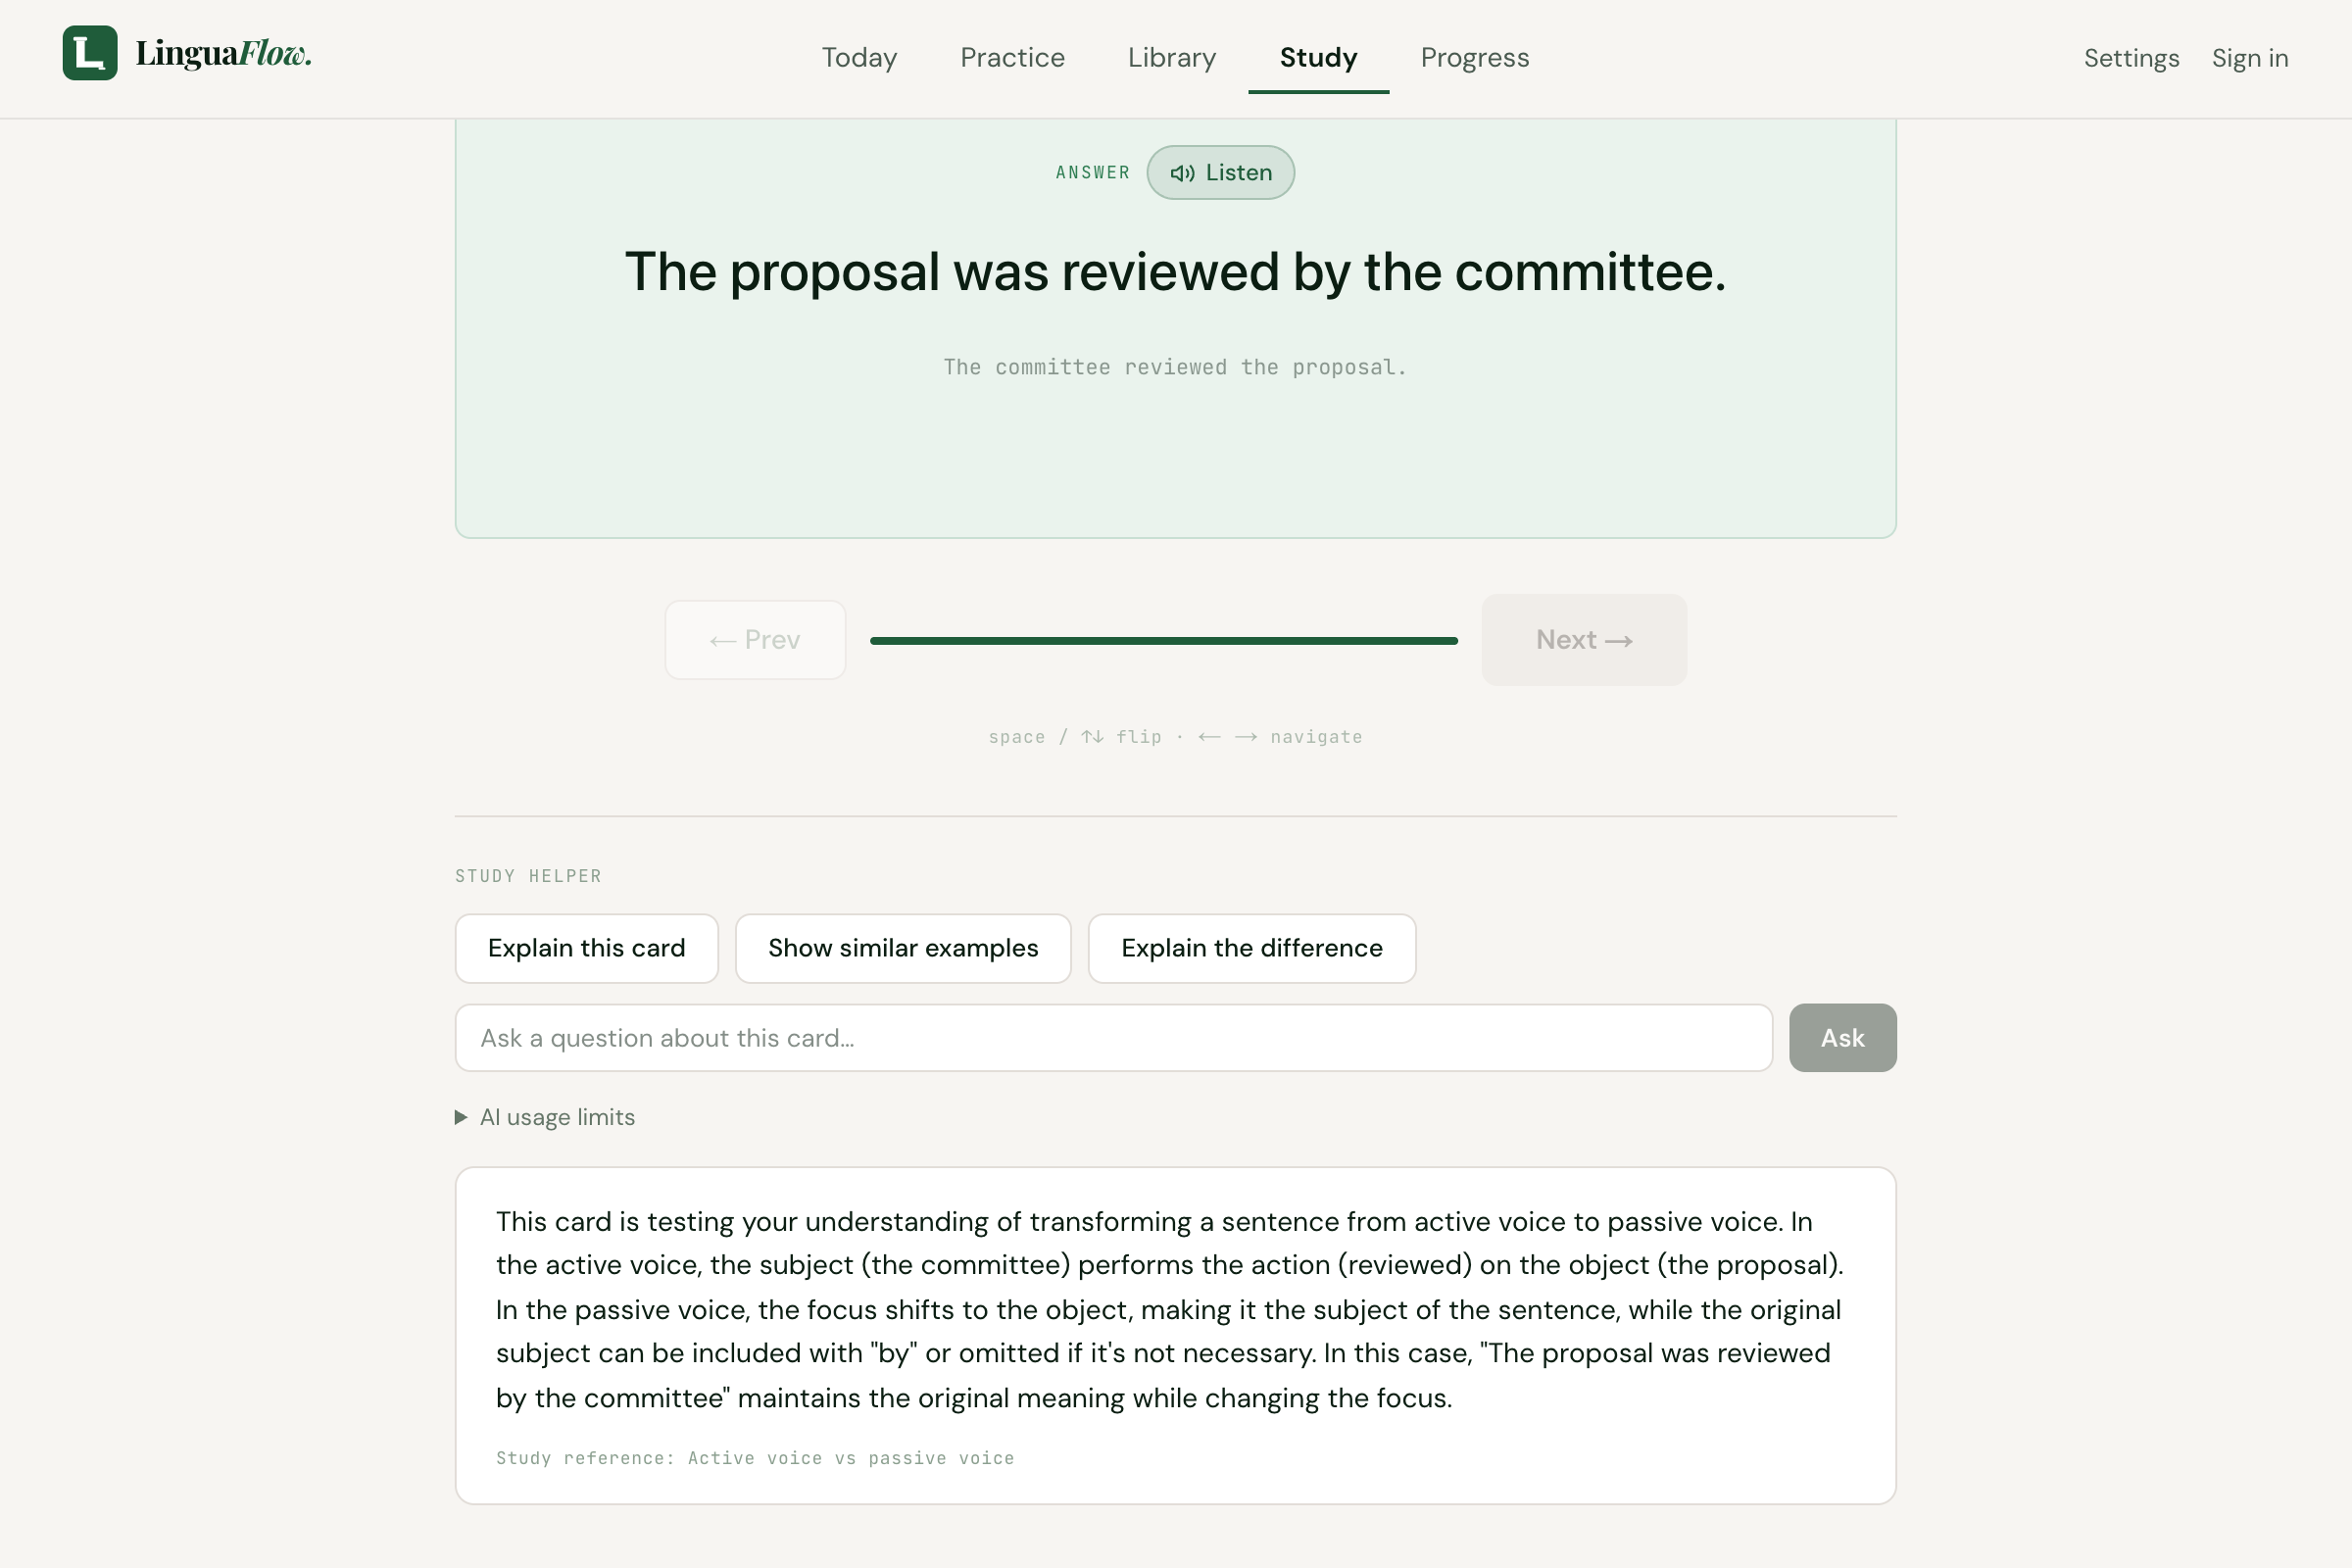 L LinguaFlow.
Today Practice Library Study Progress
Settings Sign in
ANSWER Listen
The proposal was reviewed by the committee.
The committee reviewed the proposal.
← Prev
Next →
space / ↑↓ flip · ← → navigate
STUDY HELPER
Explain this card Show similar examples Explain the difference
Ask a question about this card... Ask
▶ AI usage limits
This card is testing your understanding of transforming a sentence from active voice to passive voice. In
the active voice, the subject (the committee) performs the action (reviewed) on the object (the proposal).
In the passive voice, the focus shifts to the object, making it the subject of the sentence, while the original
subject can be included with "by" or omitted if it's not necessary. In this case, "The proposal was reviewed
by the committee" maintains the original meaning while changing the focus.
Study reference: Active voice vs passive voice